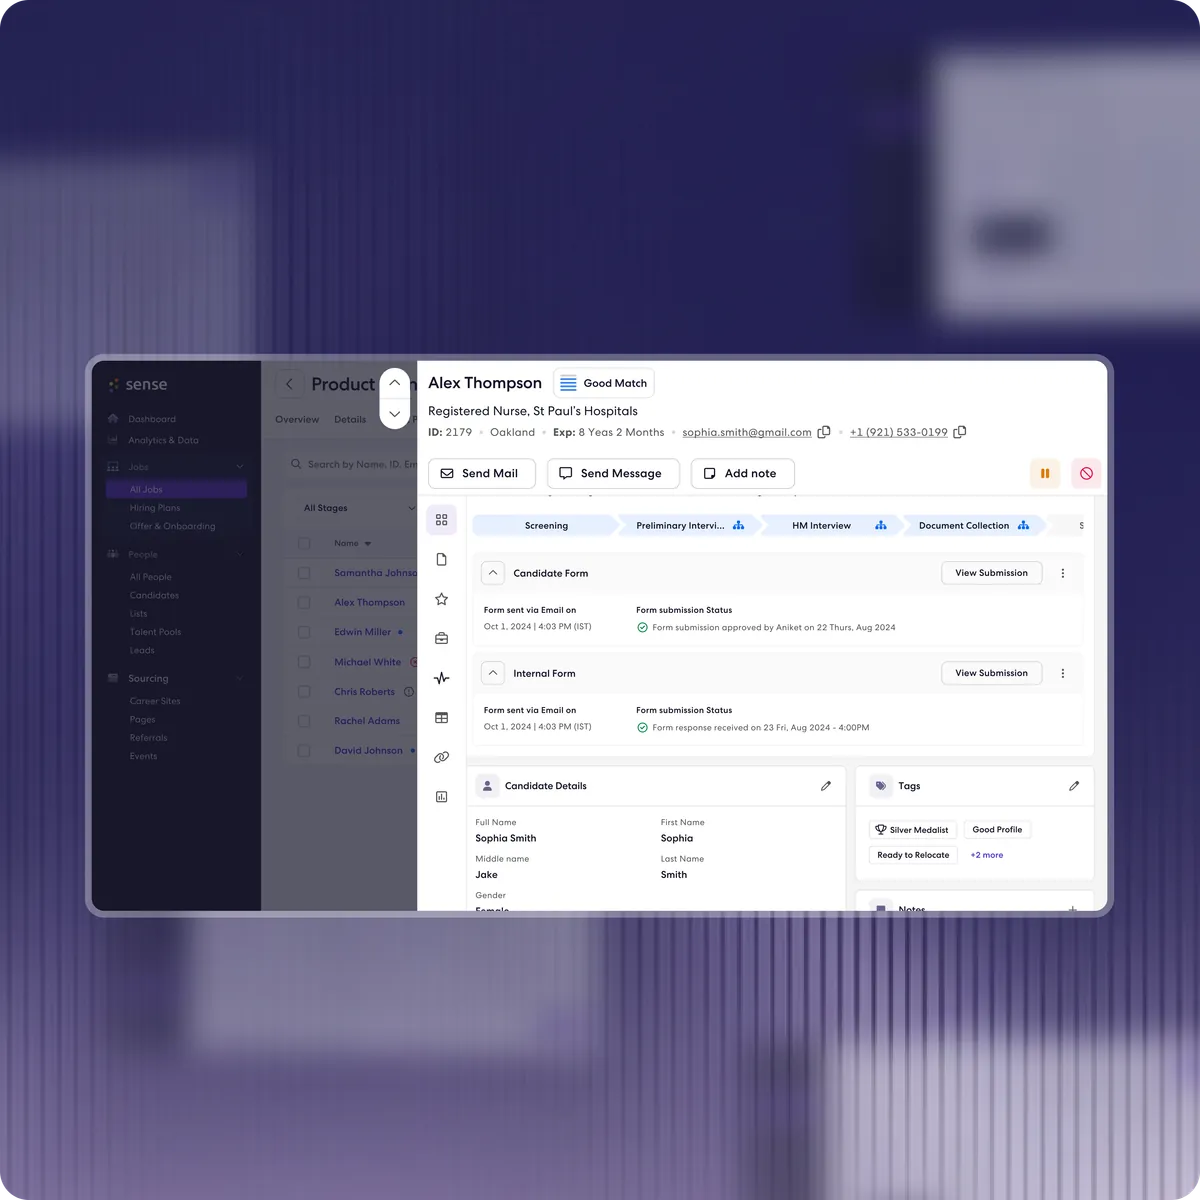 sense
Dashboard
Analytics & Data
Jobs
All Jobs
Hiring Plans
Offer & Onboarding
People
All People
Candidates
Lists
Talent Pools
Leads
Sourcing
Career Sites
Pages
Referrals
Events
Product
Overview Details
Search by Name, ID, Em
All Stages
Name
Samantha Johnso
Alex Thompson
Edwin Miller
Michael White
Chris Roberts
Rachel Adams
David Johnson
Alex Thompson Good Match
Registered Nurse, St Paul's Hospitals
ID: 2179 • Oakland • Exp: 8 Yeas 2 Months • sophia.smith@gmail.com • +1 (921) 533-0199
Send Mail Send Message Add note
Screening Preliminary Intervi... HM Interview Document Collection S
Candidate Form View Submission
Form sent via Email on Form submission Status
Oct 1, 2024 | 4:03 PM (IST) Form submission approved by Aniket on 22 Thurs, Aug 2024
Internal Form View Submission
Form sent via Email on Form submission Status
Oct 1, 2024 | 4:03 PM (IST) Form response received on 23 Fri, Aug 2024 - 4:00PM
Candidate Details
Full Name First Name
Sophia Smith Sophia
Middle name Last Name
Jake Smith
Gender
Female
Tags
Silver Medalist Good Profile
Ready to Relocate +2 more
Notes